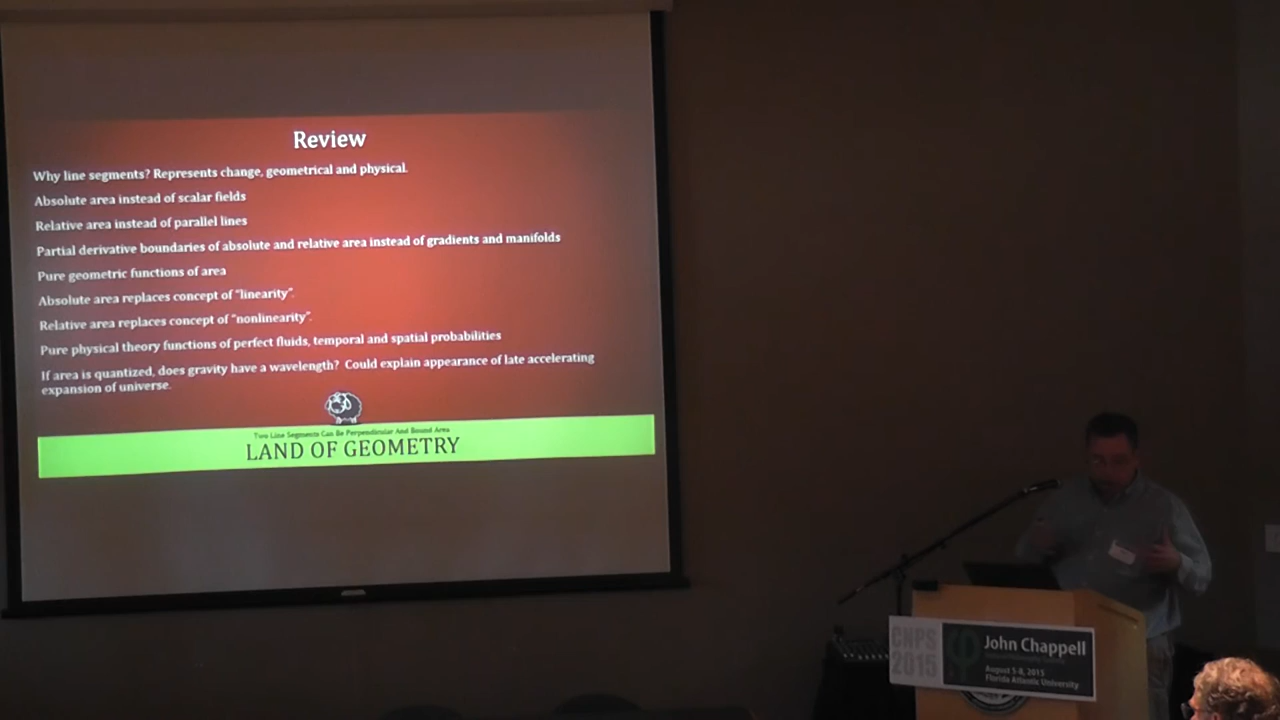 Review
Why line segments? Represents change, geometrical and physical.
Absolute area instead of scalar fields
Relative area instead of parallel lines
Partial derivative boundaries of absolute and relative area instead of gradients and manifolds
Pure geometric functions of area
Absolute area replaces concept of "linearity".
Relative area replaces concept of "nonlinearity".
Pure physical theory functions of perfect fluids, temporal and spatial probabilities
If area is quantized, does gravity have a wavelength? Could explain appearance of late accelerating
expansion of universe.
Two Line Segments Can Be Perpendicular And Bound Area
LAND OF GEOMETRY
CNPS
2015
John Chappell
August 5-8, 2015
Florida Atlantic University